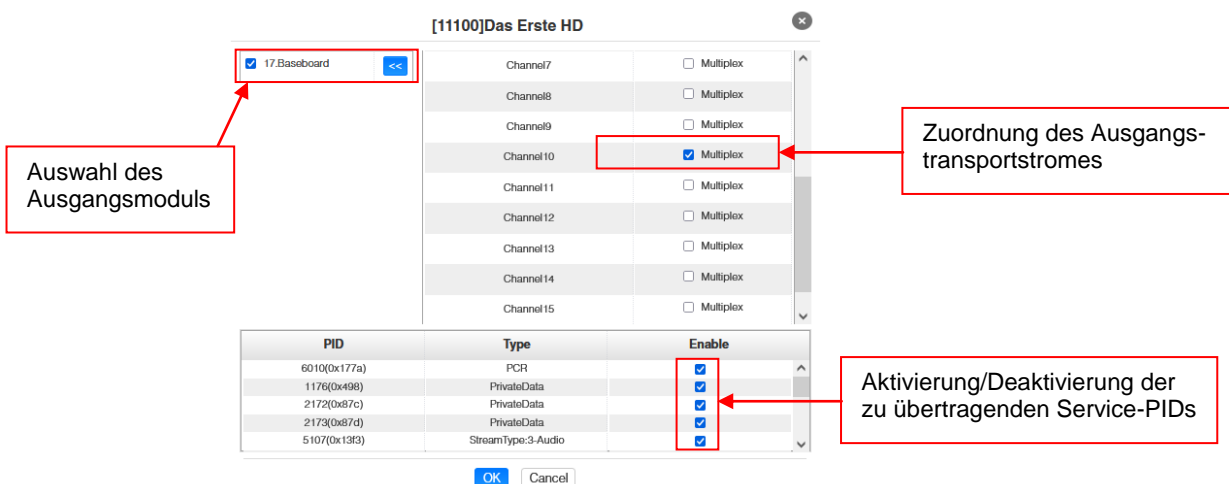 [11100]Das Erste HD
17.Baseboard
<<
Channel7 Multiplex
Channel8 Multiplex
Channel9 Multiplex
Channel10 Multiplex
Channel11 Multiplex
Channel12 Multiplex
Channel13 Multiplex
Channel14 Multiplex
Channel15 Multiplex
Auswahl des
Ausgangsmoduls
Zuordnung des Ausgangs-
transportstromes
PID Type Enable
6010(0x177a) PCR
1176(0x498) PrivateData
2172(0x87c) PrivateData
2173(0x87d) PrivateData
5107(0x13f3) StreamType:3-Audio
Aktivierung/Deaktivierung der
zu übertragenden Service-PIDs
OK Cancel